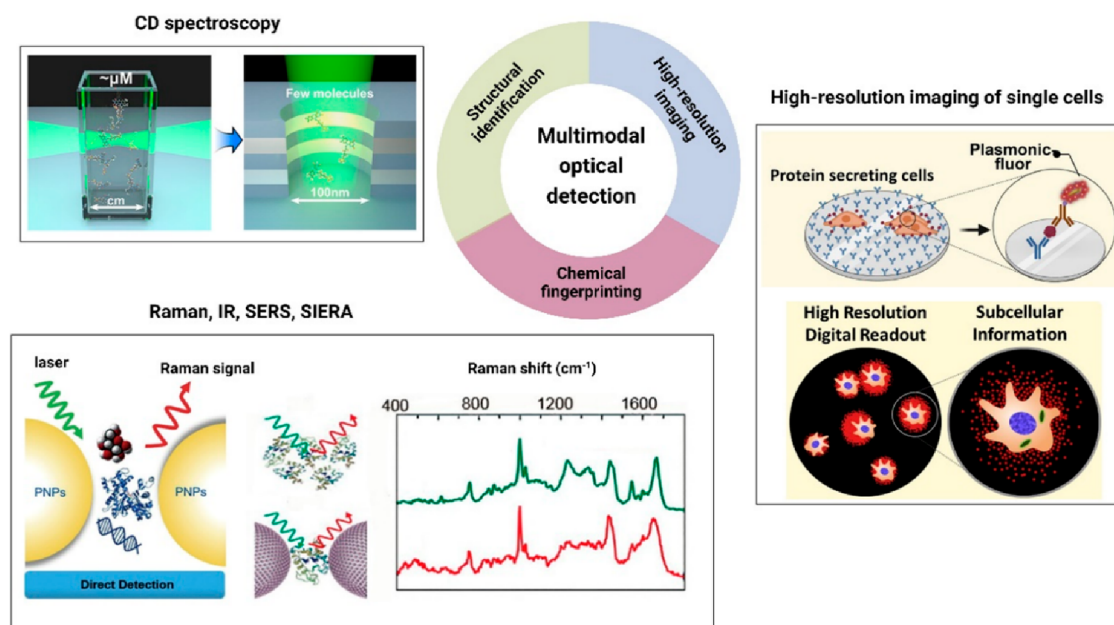 CD spectroscopy
~μM
cm
Few molecules
100nm
Structural
identification
High-resolution
imaging
Multimodal
optical
detection
Chemical
fingerprinting
High-resolution imaging of single cells
Plasmonic
fluor
Protein secreting cells
High Resolution
Digital Readout
Subcellular
Information
Raman, IR, SERS, SIERA
laser
Raman signal
PNPs
PNPs
Direct Detection
Raman shift (cm⁻¹)
400 800 1200 1600